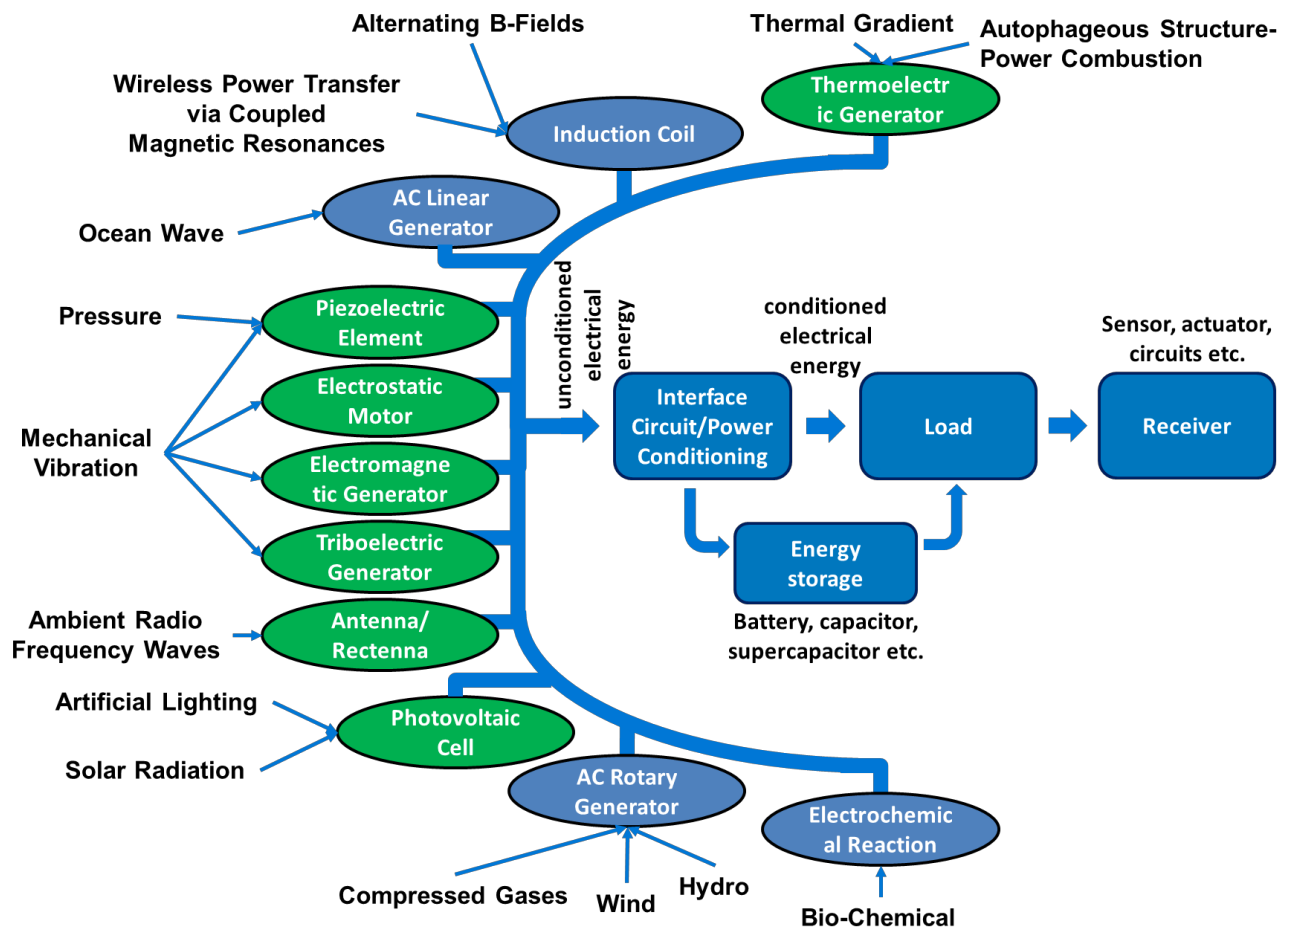 Alternating B-Fields
Thermal Gradient
Autophageous Structure-
Power Combustion
Wireless Power Transfer
via Coupled
Magnetic Resonances
Induction Coil
Thermoelectr
ic Generator
AC Linear
Generator
Ocean Wave
Pressure
Piezoelectric
Element
Electrostatic
Motor
Mechanical
Vibration
Electromagne
tic Generator
Triboelectric
Generator
Ambient Radio
Frequency Waves
Antenna/
Rectenna
Artificial Lighting
Solar Radiation
Photovoltaic
Cell
AC Rotary
Generator
Compressed Gases
Wind
Hydro
Electrochemic
al Reaction
Bio-Chemical
unconditioned
electrical
energy
Interface
Circuit/Power
Conditioning
conditioned
electrical
energy
Load
Sensor, actuator,
circuits etc.
Receiver
Energy
storage
Battery, capacitor,
supercapacitor etc.